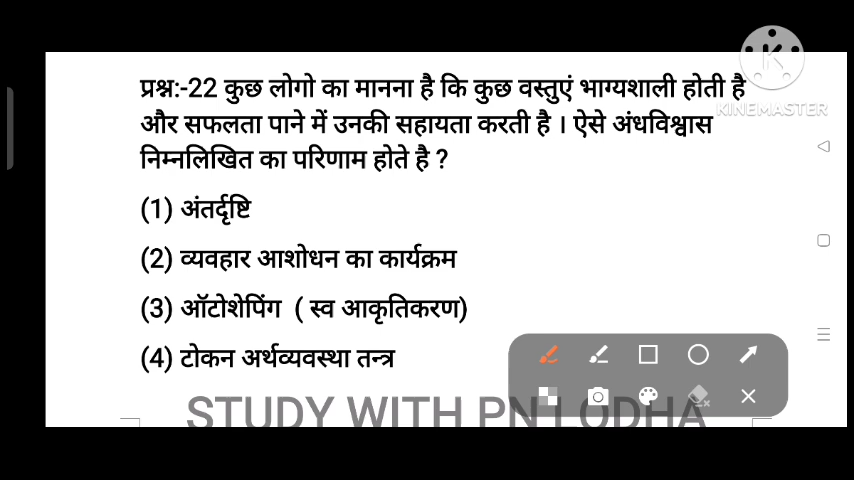 प्रश्न:-22 कुछ लोगो का मानना है कि कुछ वस्तुएं भाग्यशाली होती है
KINEMASTER
और सफलता पाने में उनकी सहायता करती है । ऐसे अंधविश्वास
निम्नलिखित का परिणाम होते है ?
(1) अंतर्दृष्टि
(2) व्यवहार आशोधन का कार्यक्रम
(3) ऑटोशेपिंग ( स्व आकृतिकरण)
(4) टोकन अर्थव्यवस्था तन्त्र
STUDY WITH PN LODHA